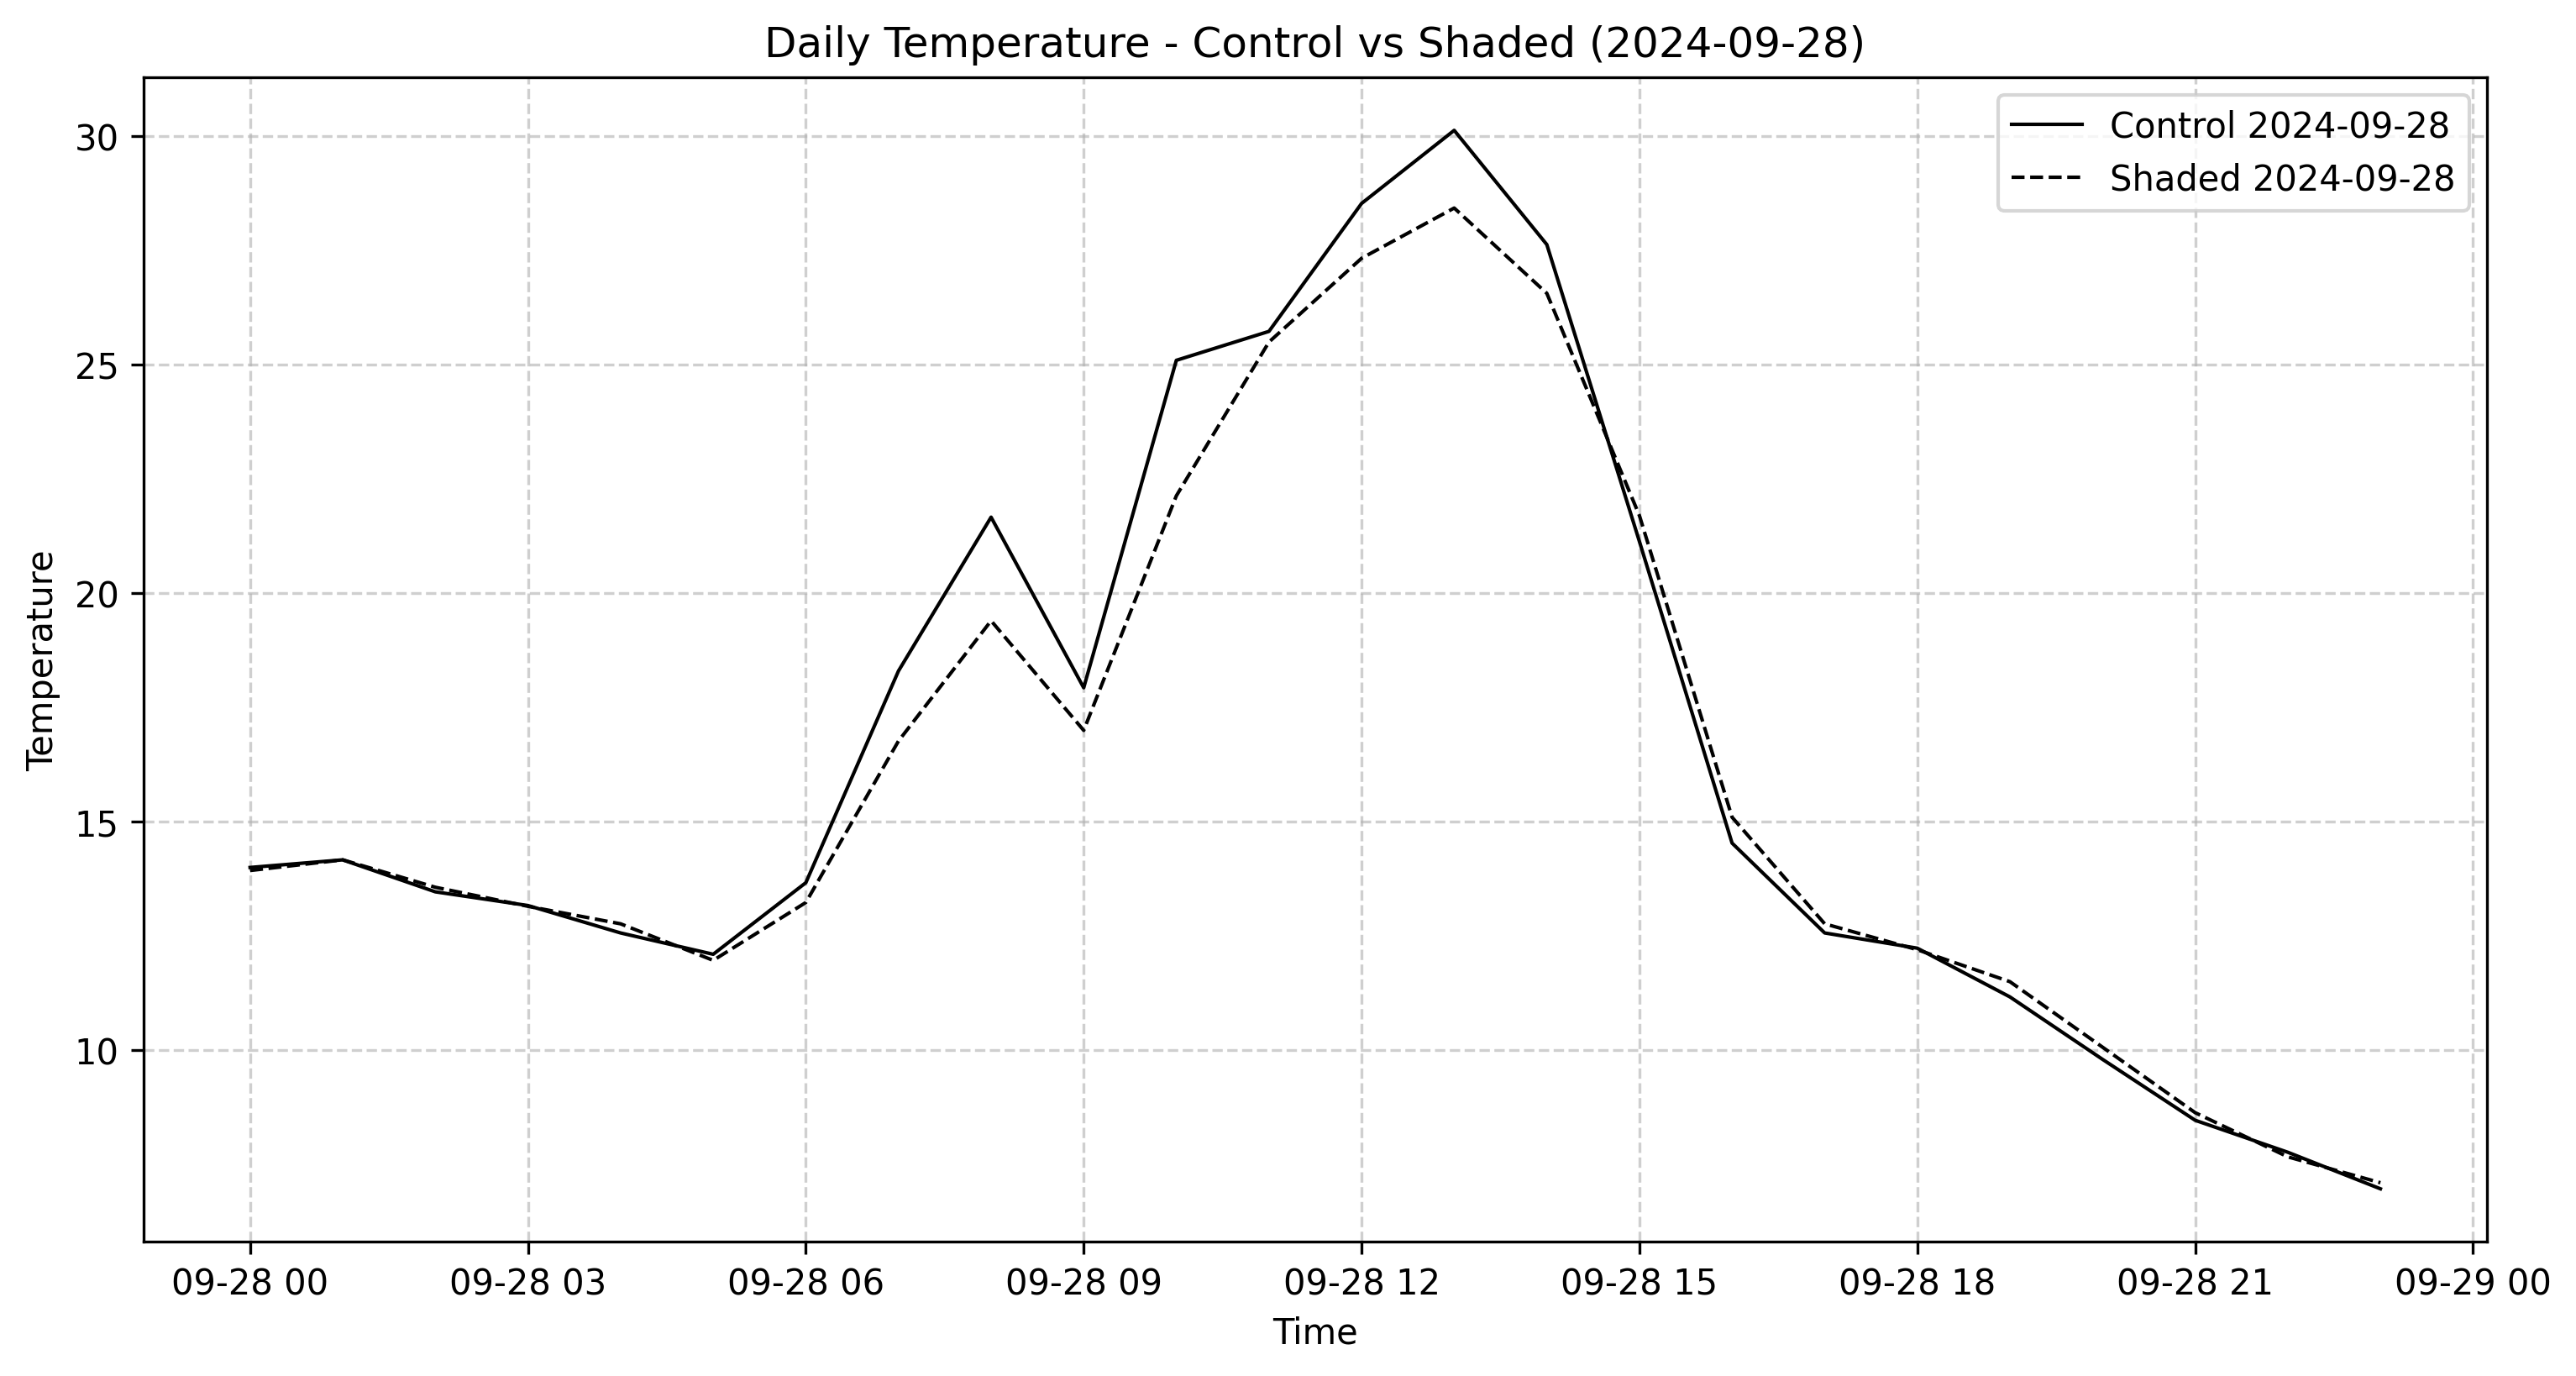 Daily Temperature - Control vs Shaded (2024-09-28)
Control 2024-09-28
Shaded 2024-09-28
Temperature
30
25
20
15
10
09-28 00
09-28 03
09-28 06
09-28 09
09-28 12
09-28 15
09-28 18
09-28 21
09-29 00
Time